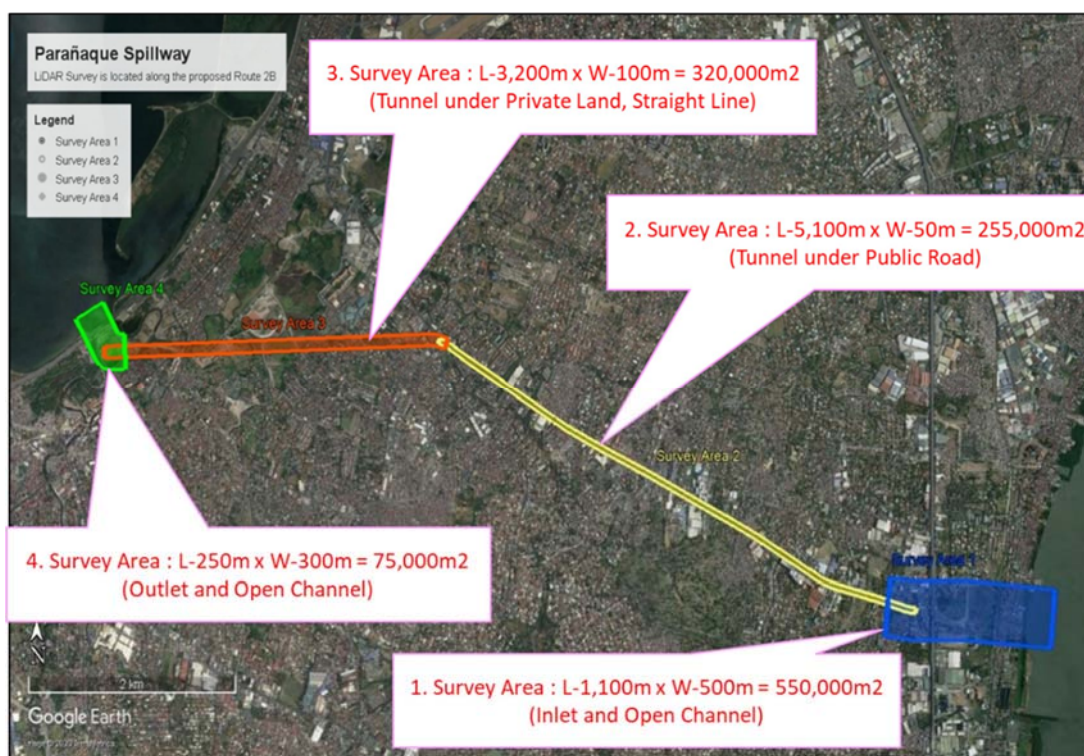 Parañaque Spillway
LiDAR Survey is located along the proposed Route 2B
Legend
Survey Area 1
Survey Area 2
Survey Area 3
Survey Area 4
3. Survey Area : L-3,200m x W-100m = 320,000m2
(Tunnel under Private Land, Straight Line)
2. Survey Area : L-5,100m x W-50m = 255,000m2
(Tunnel under Public Road)
Survey Area 4
Survey Area 3
Survey Area 2
Survey Area 1
4. Survey Area : L-250m x W-300m = 75,000m2
(Outlet and Open Channel)
1. Survey Area : L-1,100m x W-500m = 550,000m2
(Inlet and Open Channel)
N
2 km
Google Earth